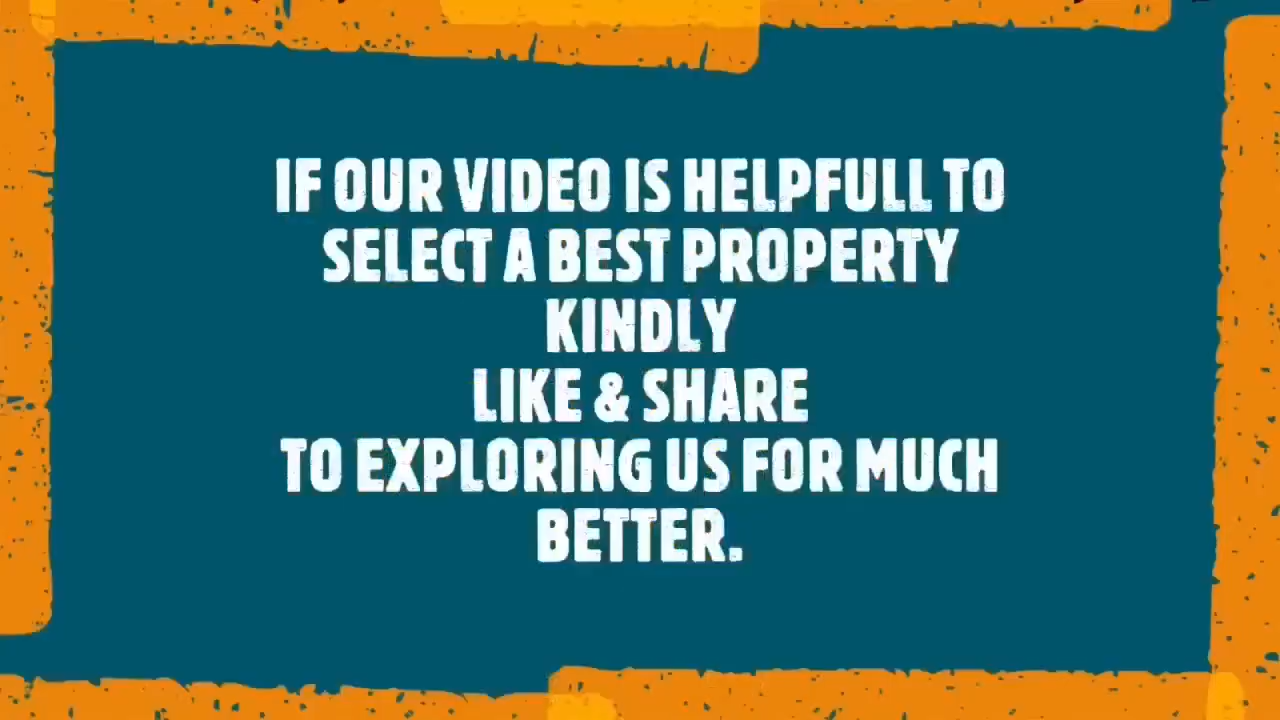 IF OUR VIDEO IS HELPFULL TO
SELECT A BEST PROPERTY
KINDLY
LIKE & SHARE
TO EXPLORING US FOR MUCH
BETTER.